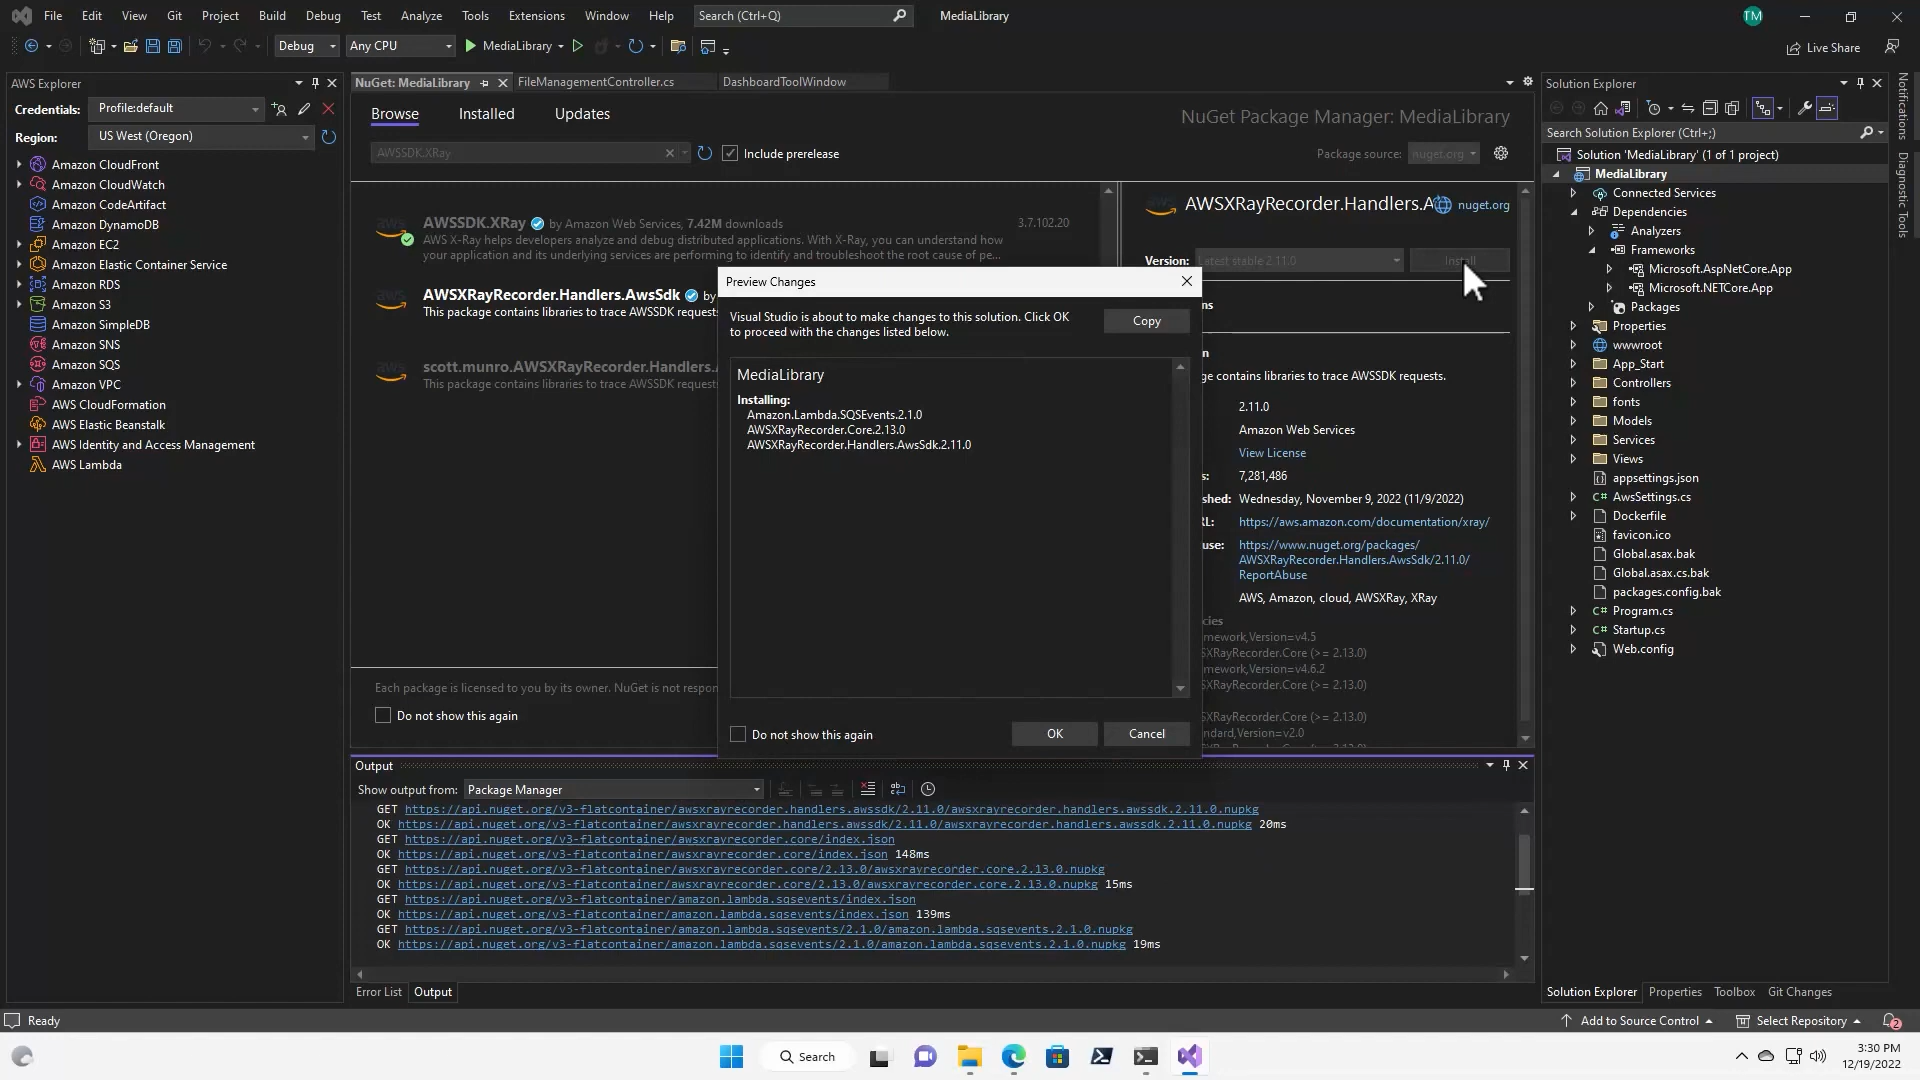 File Edit View Git Project Build Debug Test Analyze Tools Extensions Window Help Search (Ctrl+Q) MediaLibrary TM
Debug Any CPU MediaLibrary Live Share
AWS Explorer
Credentials: Profile:default
Region: US West (Oregon)
Amazon CloudFront
Amazon CloudWatch
Amazon CodeArtifact
Amazon DynamoDB
Amazon EC2
Amazon Elastic Container Service
Amazon RDS
Amazon S3
Amazon SimpleDB
Amazon SNS
Amazon SQS
Amazon VPC
AWS CloudFormation
AWS Elastic Beanstalk
AWS Identity and Access Management
AWS Lambda
NuGet: MediaLibrary FileManagementController.cs DashboardToolWindow
Browse Installed Updates NuGet Package Manager: MediaLibrary
AWSSDK.XRay Include prerelease Package source: nuget.org
AWSSDK.XRay by Amazon Web Services, 7.42M downloads 3.7.102.20
AWS X-Ray helps developers analyze and debug distributed applications. With X-Ray, you can understand how
your application and its underlying services are performing to identify and troubleshoot the root cause of pe...
AWSXRayRecorder.Handlers.AwsSdk by
This package contains libraries to trace AWSSDK requests
scott.munro.AWSXRayRecorder.Handlers.
This package contains libraries to trace AWSSDK requests
Each package is licensed to you by its owner. NuGet is not respon
Do not show this again
AWSXRayRecorder.Handlers.A nuget.org
Version: Latest stable 2.11.0 Install
ns
n
ge contains libraries to trace AWSSDK requests.
2.11.0
Amazon Web Services
View License
s: 7,281,486
shed: Wednesday, November 9, 2022 (11/9/2022)
RL: https://aws.amazon.com/documentation/xray/
use: https://www.nuget.org/packages/
AWSXRayRecorder.Handlers.AwsSdk/2.11.0/
ReportAbuse
AWS, Amazon, cloud, AWSXRay, XRay
cies
mework,Version=v4.5
SXRayRecorder.Core (>= 2.13.0)
mework,Version=v4.6.2
SXRayRecorder.Core (>= 2.13.0)
SXRayRecorder.Core (>= 2.13.0)
ndard,Version=v2.0
Preview Changes
Visual Studio is about to make changes to this solution. Click OK
to proceed with the changes listed below.
Copy
MediaLibrary
Installing:
Amazon.Lambda.SQSEvents.2.1.0
AWSXRayRecorder.Core.2.13.0
AWSXRayRecorder.Handlers.AwsSdk.2.11.0
Do not show this again OK Cancel
Output
Show output from: Package Manager
GET https://api.nuget.org/v3-flatcontainer/awsxrayrecorder.handlers.awssdk/2.11.0/awsxrayrecorder.handlers.awssdk.2.11.0.nupkg
OK https://api.nuget.org/v3-flatcontainer/awsxrayrecorder.handlers.awssdk/2.11.0/awsxrayrecorder.handlers.awssdk.2.11.0.nupkg 20ms
GET https://api.nuget.org/v3-flatcontainer/awsxrayrecorder.core/index.json
OK https://api.nuget.org/v3-flatcontainer/awsxrayrecorder.core/index.json 148ms
GET https://api.nuget.org/v3-flatcontainer/awsxrayrecorder.core/2.13.0/awsxrayrecorder.core.2.13.0.nupkg
OK https://api.nuget.org/v3-flatcontainer/awsxrayrecorder.core/2.13.0/awsxrayrecorder.core.2.13.0.nupkg 15ms
GET https://api.nuget.org/v3-flatcontainer/amazon.lambda.sqsevents/index.json
OK https://api.nuget.org/v3-flatcontainer/amazon.lambda.sqsevents/index.json 139ms
GET https://api.nuget.org/v3-flatcontainer/amazon.lambda.sqsevents/2.1.0/amazon.lambda.sqsevents.2.1.0.nupkg
OK https://api.nuget.org/v3-flatcontainer/amazon.lambda.sqsevents/2.1.0/amazon.lambda.sqsevents.2.1.0.nupkg 19ms
Error List Output
Solution Explorer
Search Solution Explorer (Ctrl+;)
Solution 'MediaLibrary' (1 of 1 project)
MediaLibrary
Connected Services
Dependencies
Analyzers
Frameworks
Microsoft.AspNetCore.App
Microsoft.NETCore.App
Packages
Properties
wwwroot
App_Start
Controllers
fonts
Models
Services
Views
appsettings.json
AwsSettings.cs
Dockerfile
favicon.ico
Global.asax.bak
Global.asax.cs.bak
packages.config.bak
Program.cs
Startup.cs
Web.config
Solution Explorer Properties Toolbox Git Changes
Notifications
Diagnostic Tools
Ready Add to Source Control Select Repository 2
Search 3:30 PM
12/19/2022